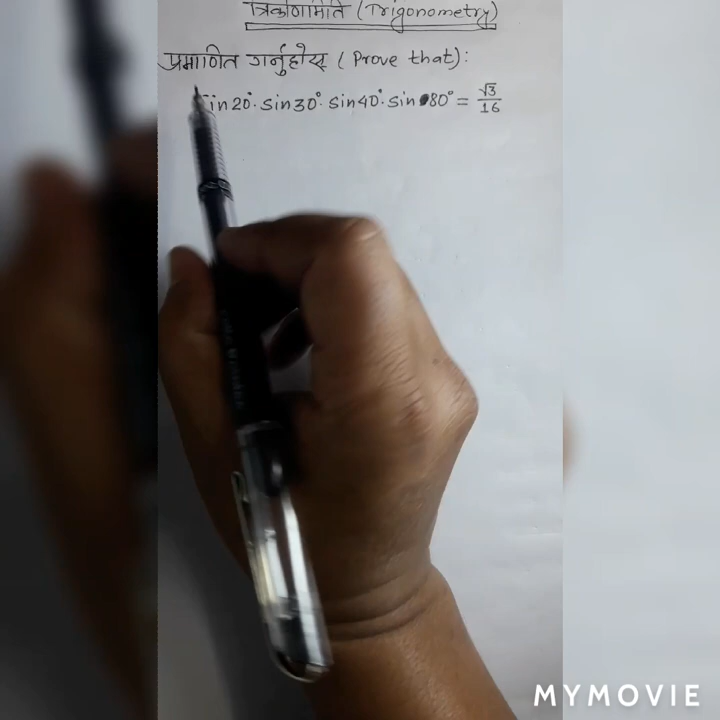 त्रिकोणमिति (Trigonometry)
प्रमाणित गर्नुहोस् (Prove that):
sin20°. sin30°. sin40°. sin80° = √3/16
MYMOVIE